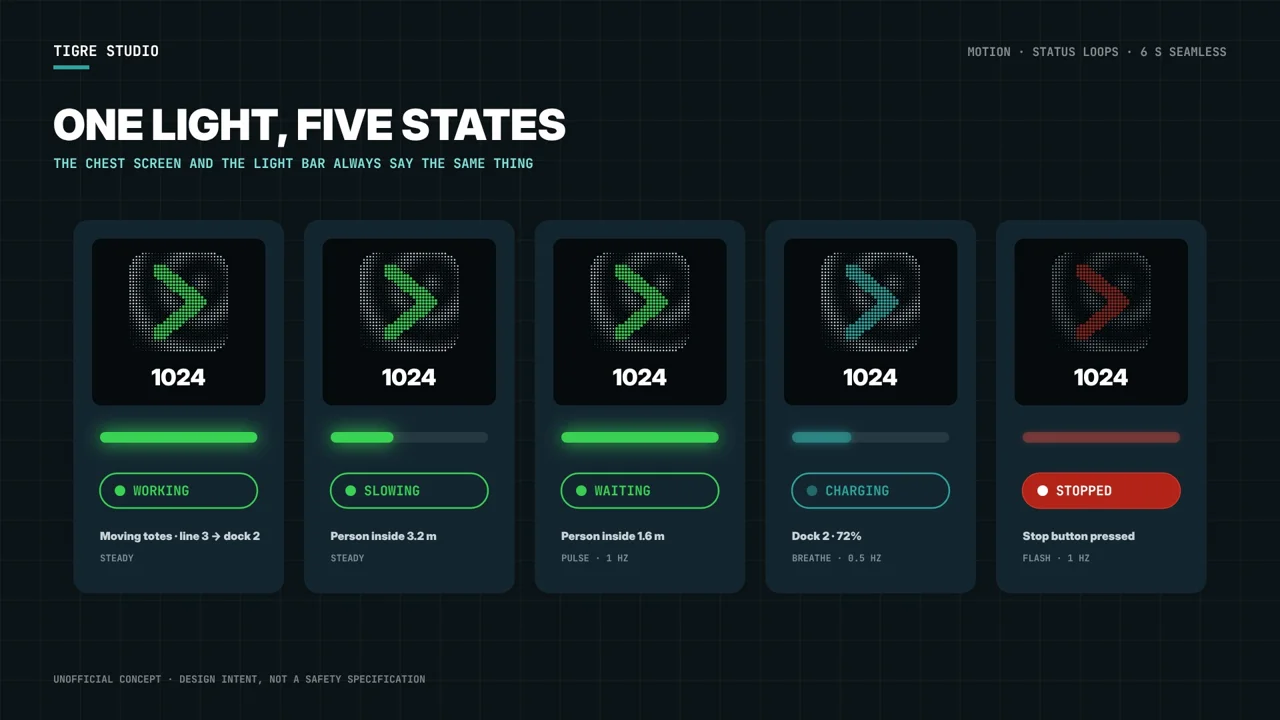 TIGRE STUDIO
MOTION · STATUS LOOPS · 6 S SEAMLESS
ONE LIGHT, FIVE STATES
THE CHEST SCREEN AND THE LIGHT BAR ALWAYS SAY THE SAME THING
1024
WORKING
Moving totes · line 3 → dock 2
STEADY
1024
SLOWING
Person inside 3.2 m
STEADY
1024
WAITING
Person inside 1.6 m
PULSE · 1 HZ
1024
CHARGING
Dock 2 · 72%
BREATHE · 0.5 HZ
1024
STOPPED
Stop button pressed
FLASH · 1 HZ
UNOFFICIAL CONCEPT · DESIGN INTENT, NOT A SAFETY SPECIFICATION